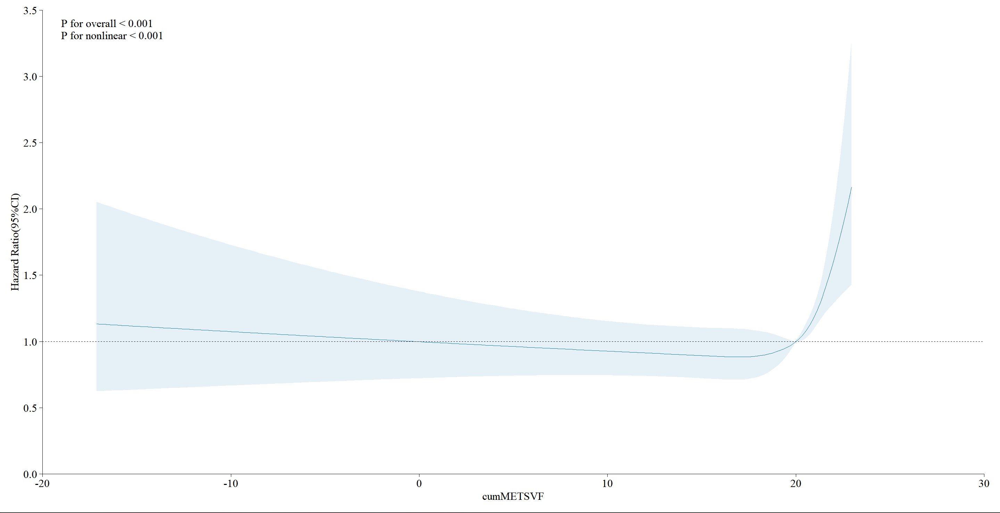 P for overall < 0.001
P for nonlinear < 0.001
Hazard Ratio(95%CI)
3.5
3.0
2.5
2.0
1.5
1.0
0.5
0.0
-20 -10 0 10 20 30
cumMETSVF